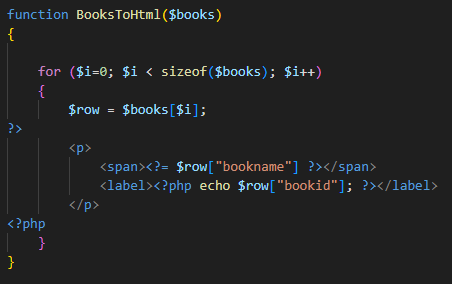 function BooksToHtml($books)
{
for ($i=0; $i < sizeof($books); $i++)
{
$row = $books[$i];
?>
<p>
<span><?= $row["bookname"] ?></span>
<label><?php echo $row["bookid"]; ?></label>
</p>
<?php
}
}